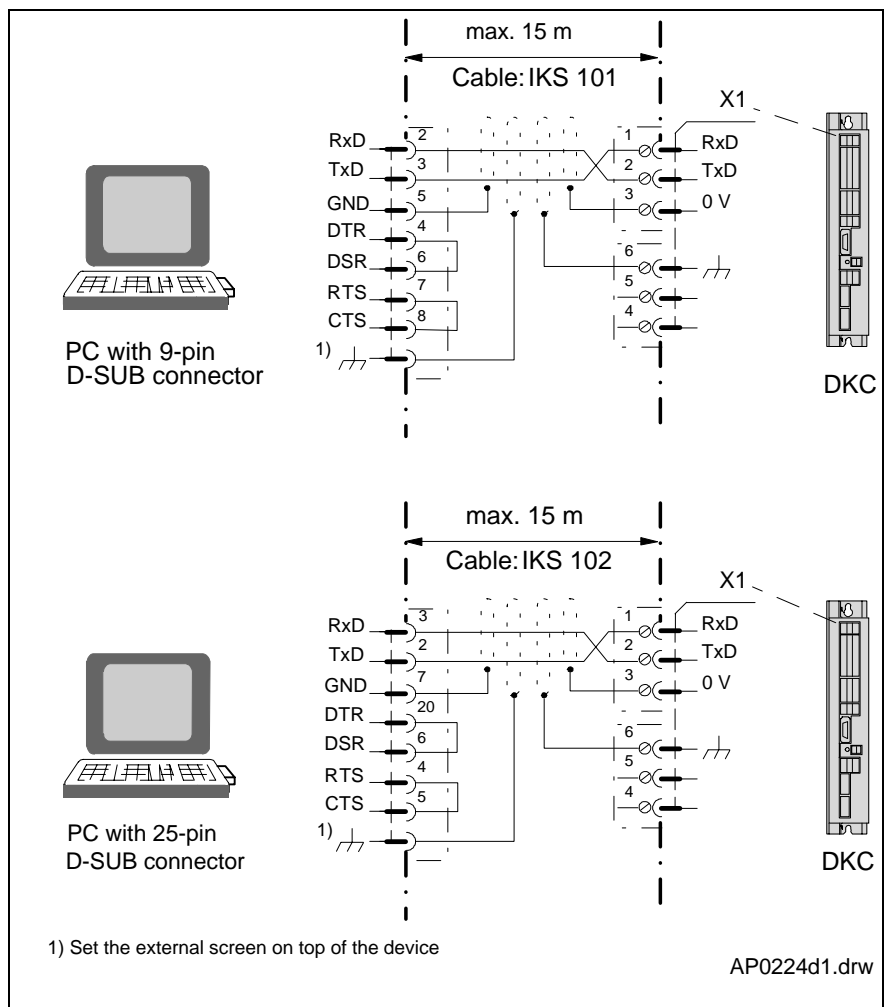 max. 15 m
Cable: IKS 101
X1
RxD 2 1 RxD
TxD 3 2 TxD
GND 5 3 0 V
DTR 4
DSR 6 6
RTS 7 5
CTS 8 4
1)
PC with 9-pin
D-SUB connector
DKC
max. 15 m
Cable: IKS 102
X1
RxD 3 1 RxD
TxD 2 2 TxD
GND 7 3 0 V
DTR 20
DSR 6 6
RTS 4 5
CTS 5 4
1)
PC with 25-pin
D-SUB connector
DKC
1) Set the external screen on top of the device
AP0224d1.drw